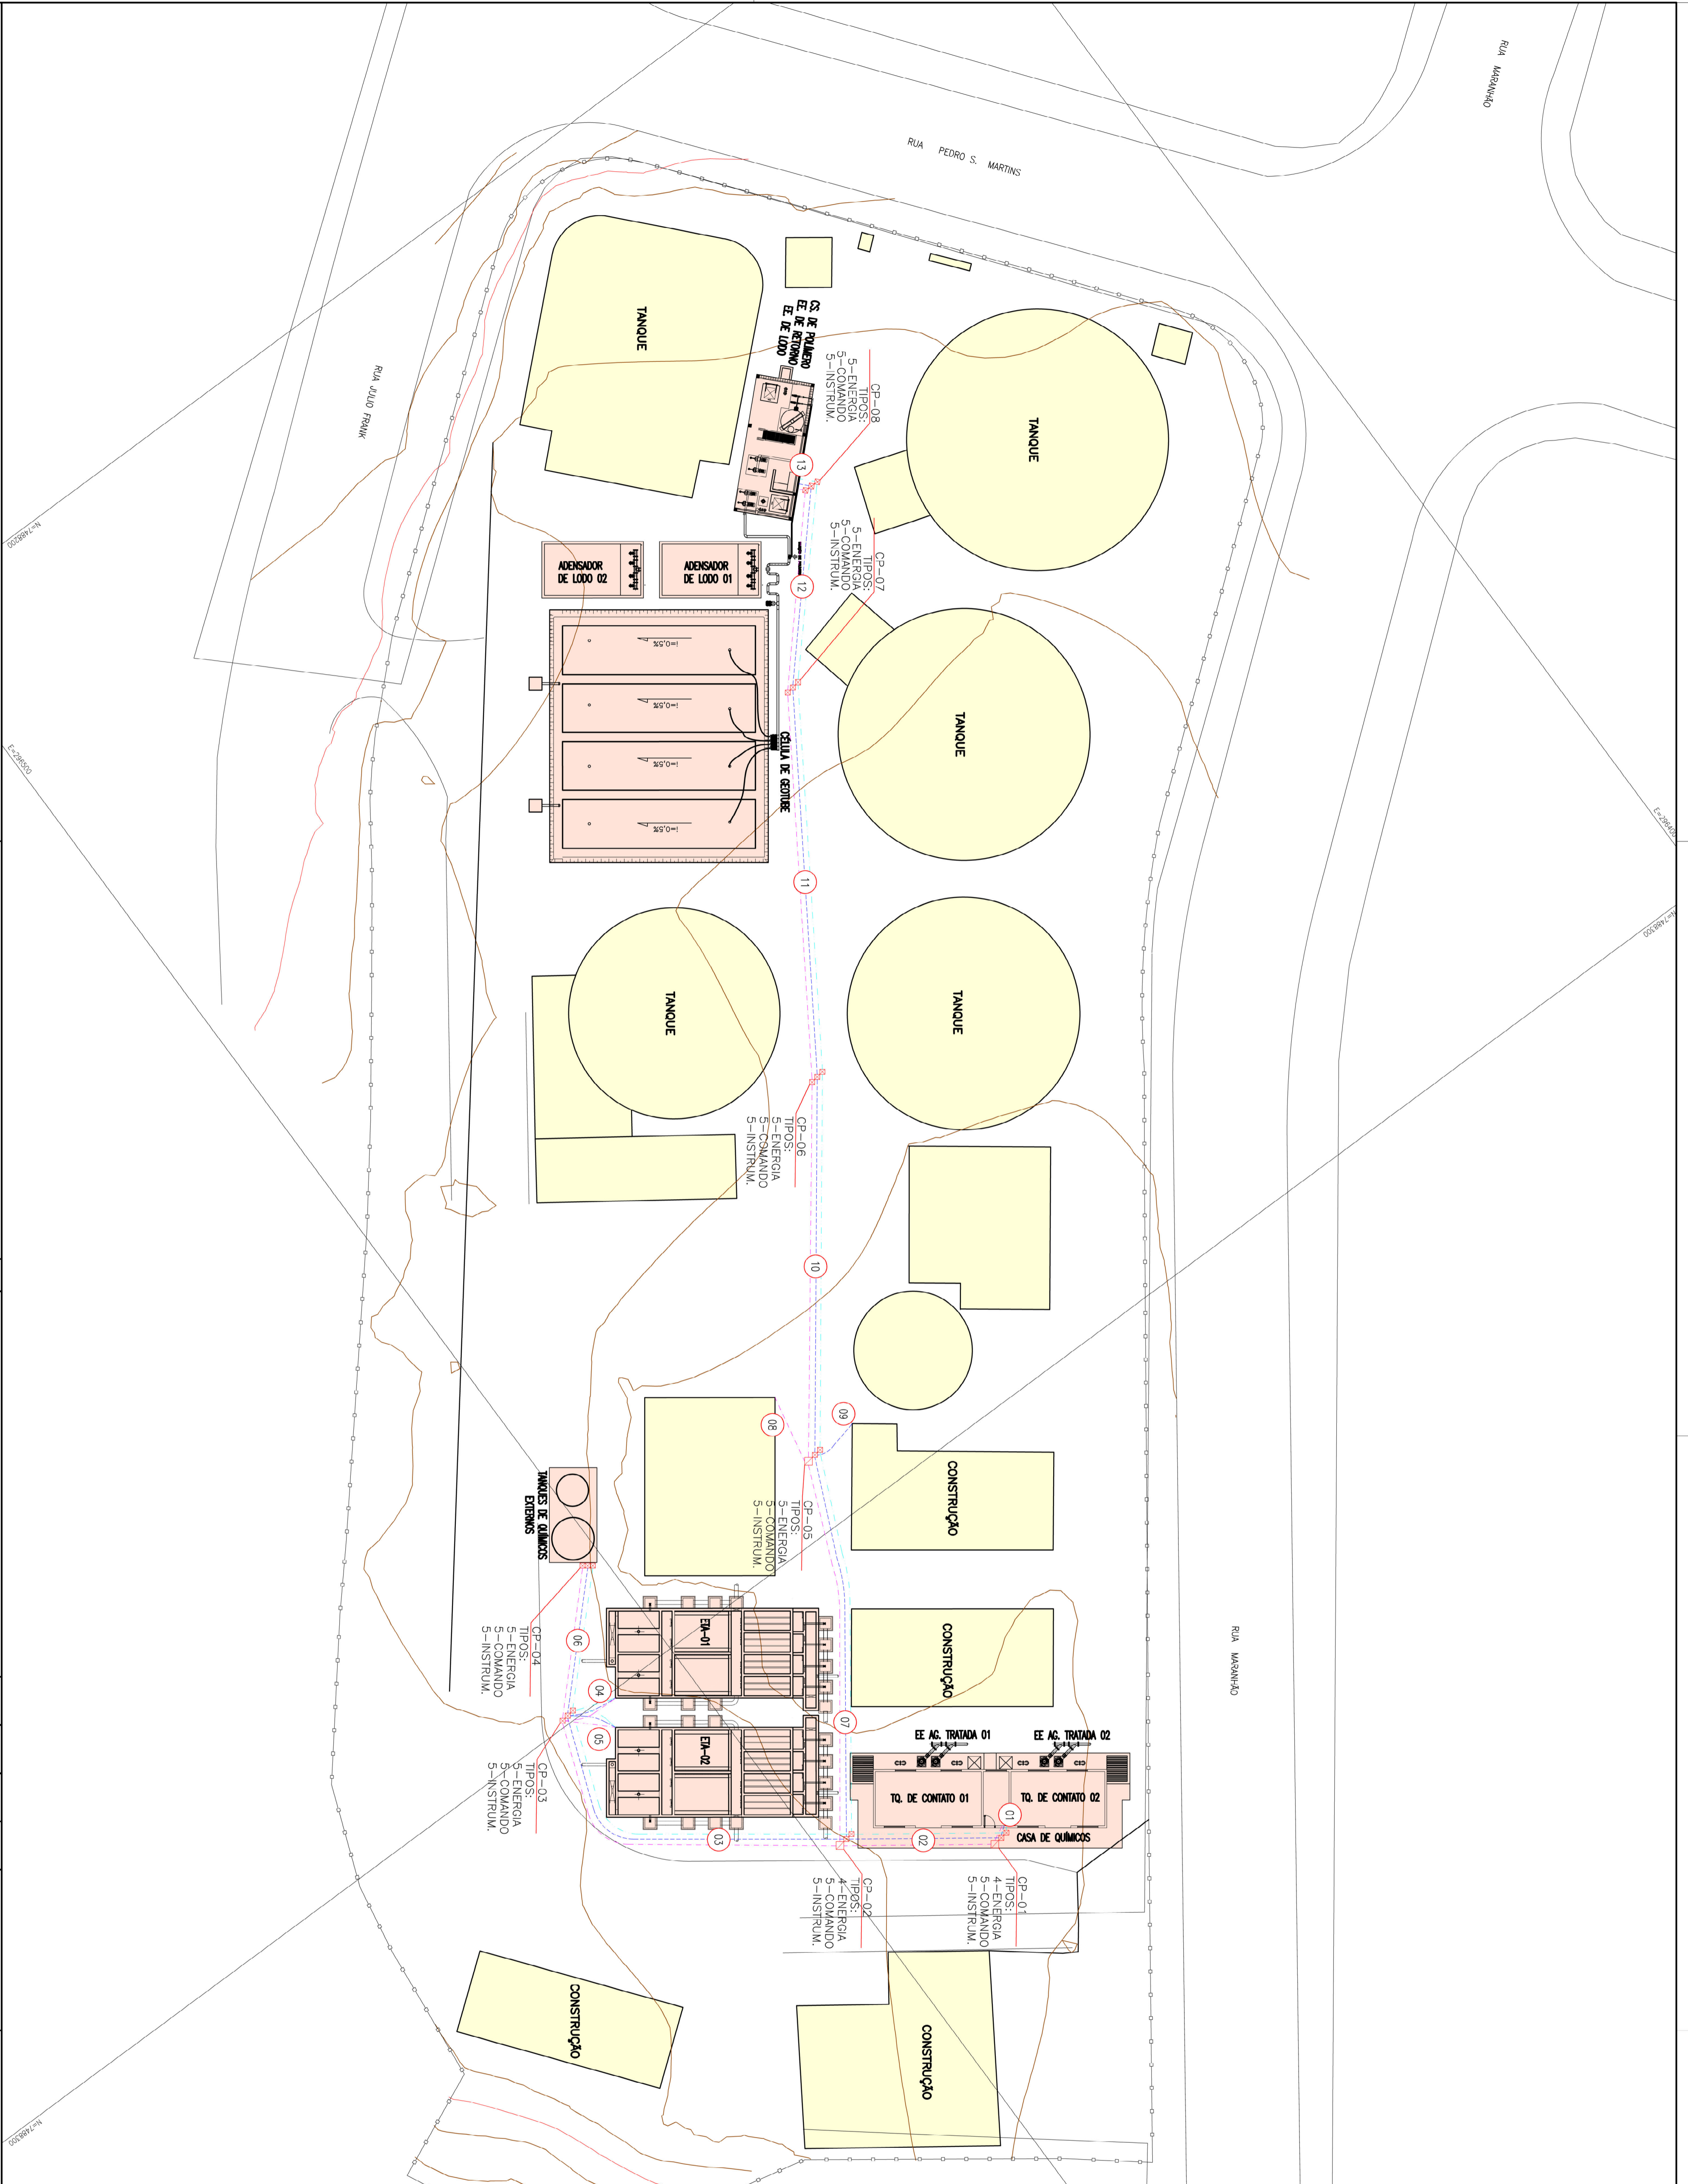 RUA MARANHÃO
RUA PEDRO S. MARTINS
RUA JULIO FRANK
RUA MARANHÃO
N=7488200
E=296500
E=296400
N=7488300
N=7488300
TANQUE
CS. DE POLÍMERO
EE. DE RETORNO
EE. DE LODO
CP-08
TIPOS:
5-ENERGIA
5-COMANDO
5-INSTRUM.
TANQUE
13
CP-07
TIPOS:
5-ENERGIA
5-COMANDO
5-INSTRUM.
12
ADENSADOR
DE LODO 02
ADENSADOR
DE LODO 01
i=0,5%
i=0,5%
i=0,5%
i=0,5%
CÉLULA DE GEOTUBE
TANQUE
11
TANQUE
TANQUE
CP-06
TIPOS:
5-ENERGIA
5-COMANDO
5-INSTRUM.
10
09
08
CP-05
TIPOS:
5-ENERGIA
5-COMANDO
5-INSTRUM.
CONSTRUÇÃO
TANQUES DE QUÍMICOS
EXTERNOS
CP-04
TIPOS:
5-ENERGIA
5-COMANDO
5-INSTRUM.
06
ETA-01
04
CONSTRUÇÃO
07
05
ETA-02
CP-03
TIPOS:
5-ENERGIA
5-COMANDO
5-INSTRUM.
03
EE AG. TRATADA 01
EE AG. TRATADA 02
TQ. DE CONTATO 01
TQ. DE CONTATO 02
01
02
CASA DE QUÍMICOS
CP-02
TIPOS:
4-ENERGIA
5-COMANDO
5-INSTRUM.
CP-01
TIPOS:
4-ENERGIA
5-COMANDO
5-INSTRUM.
CONSTRUÇÃO
CONSTRUÇÃO